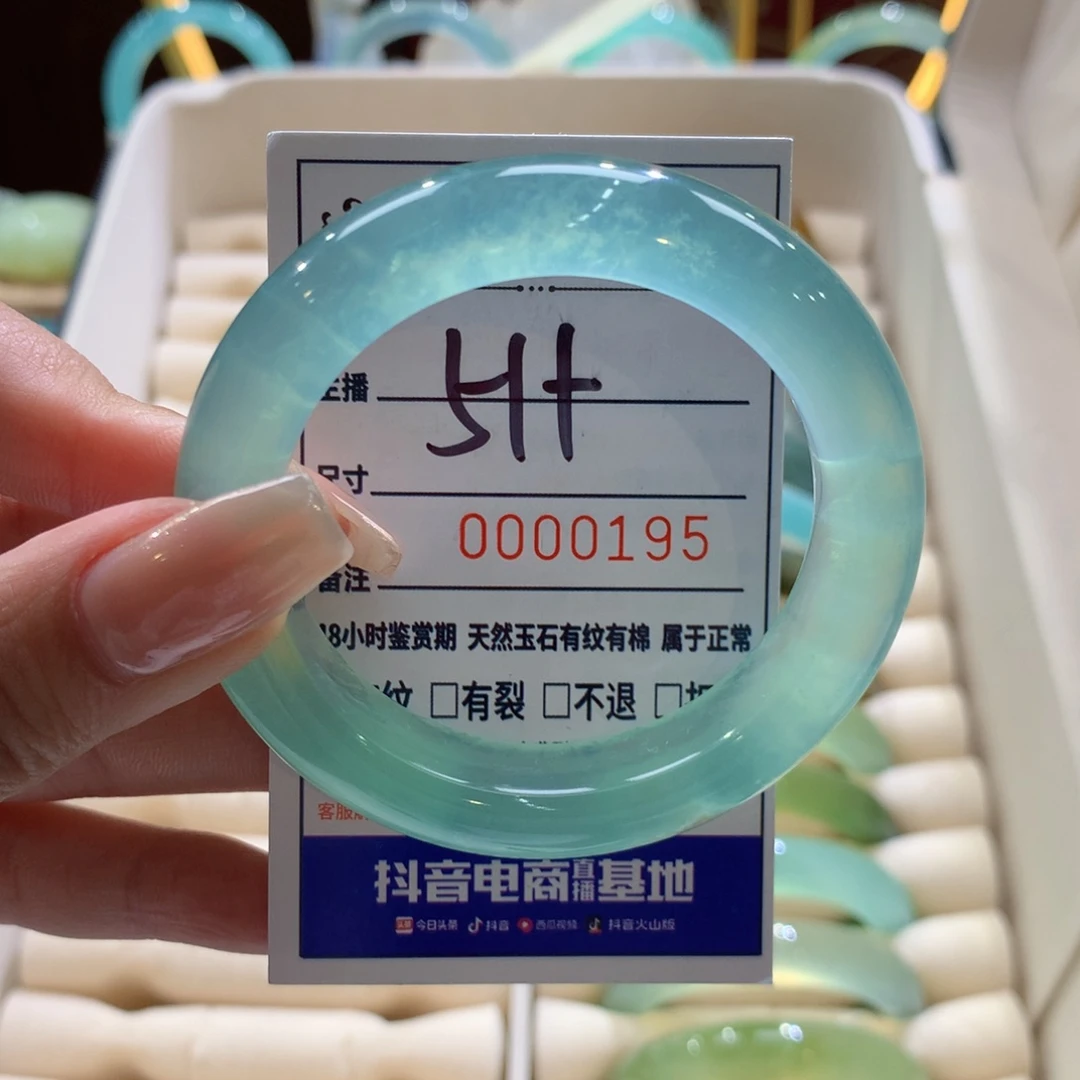 主播
尺寸
0000195
备注
48小时鉴赏期 天然玉石有纹有棉 属于正常
纹 □有裂 □不退 □
客服
抖音电商直播基地
今日头条 抖音 西瓜视频 抖音火山版